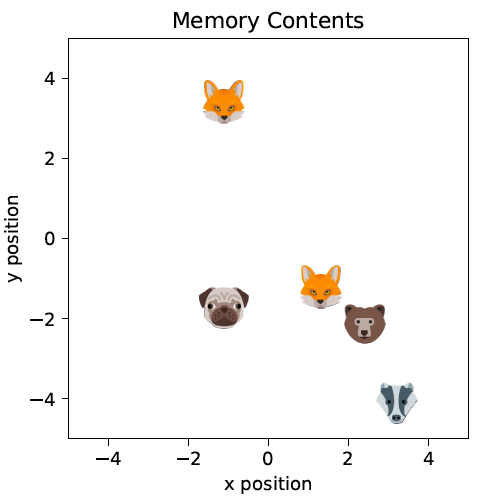 Memory Contents
4
2
0
−2
−4
y position
−4 −2 0 2 4
x position